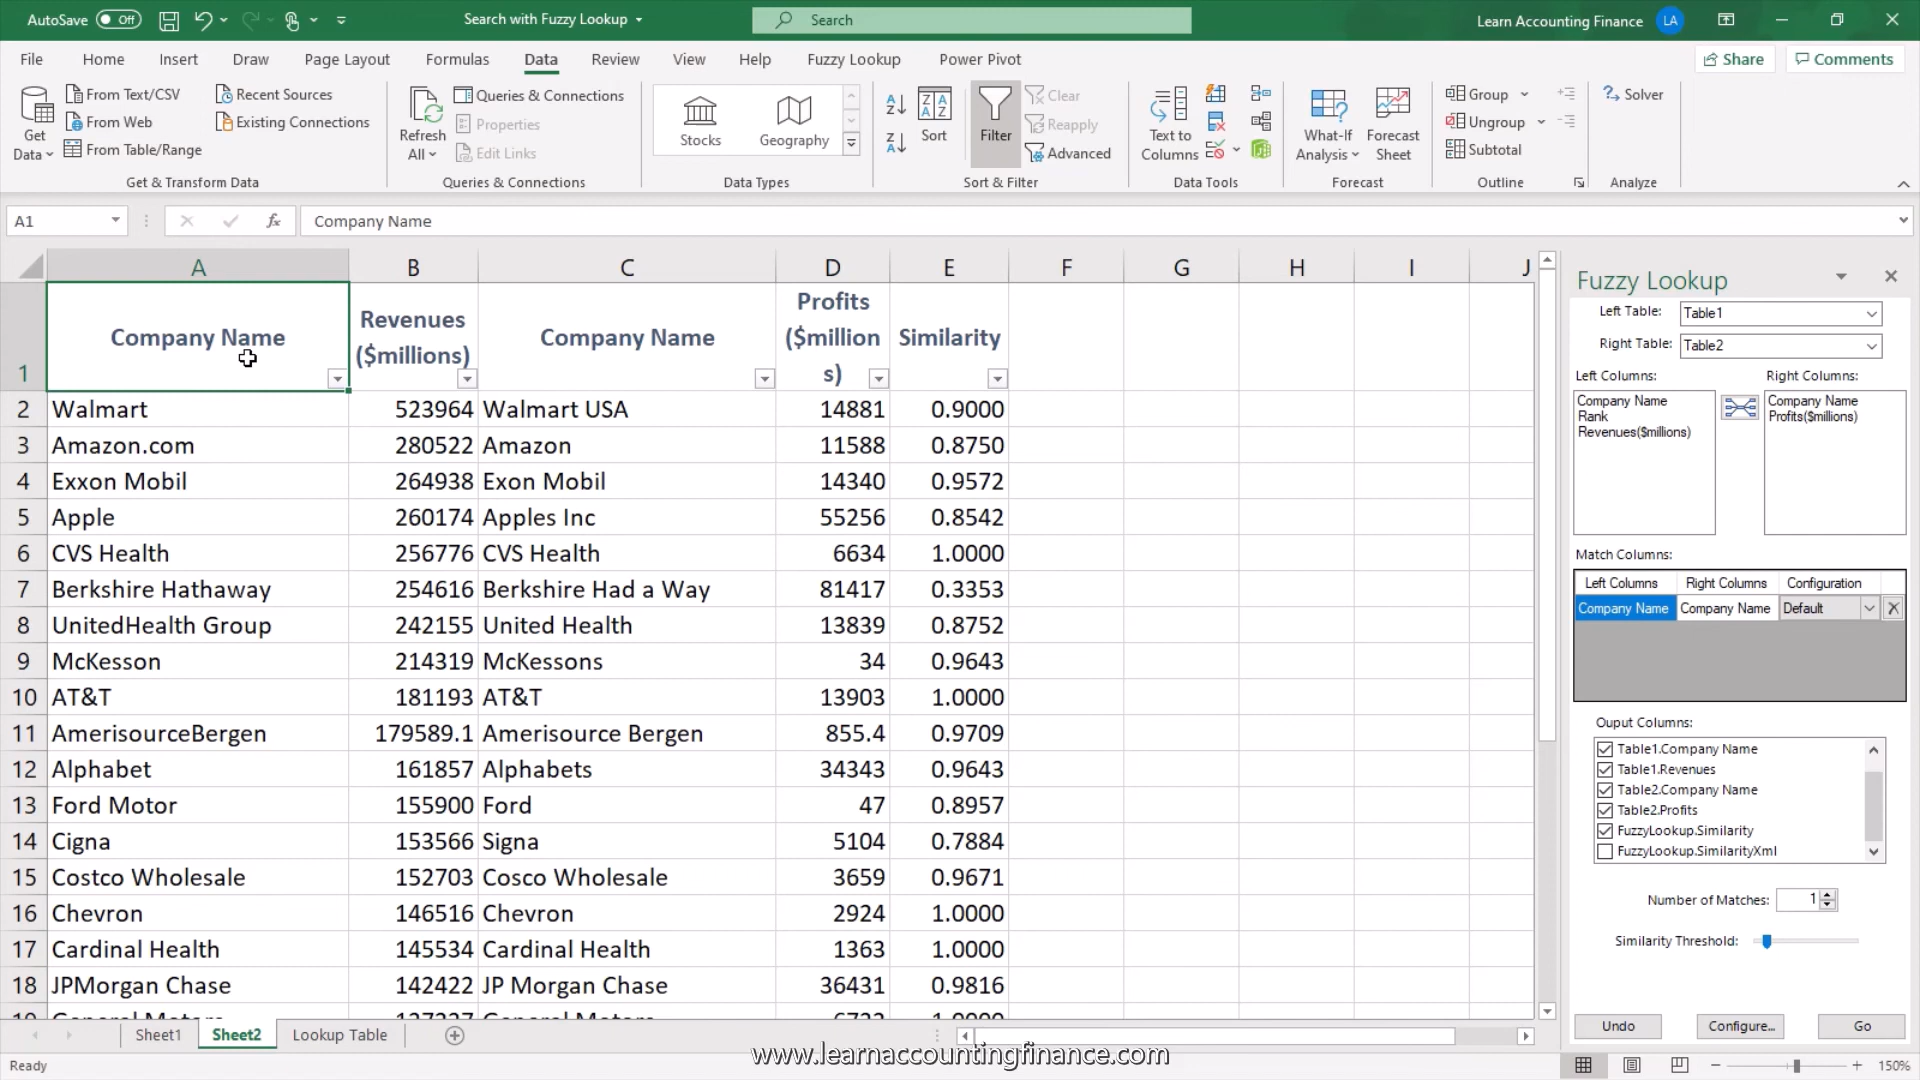 AutoSave Off
Search with Fuzzy Lookup
Search
Learn Accounting Finance
LA
File Home Insert Draw Page Layout Formulas Data Review View Help Fuzzy Lookup Power Pivot
Share Comments
Get Data
From Text/CSV
From Web
From Table/Range
Recent Sources
Existing Connections
Get & Transform Data
Refresh All
Queries & Connections
Properties
Edit Links
Queries & Connections
Stocks
Geography
Data Types
Sort
Filter
Clear
Reapply
Advanced
Sort & Filter
Text to Columns
Data Tools
What-If Analysis
Forecast Sheet
Forecast
Group
Ungroup
Subtotal
Outline
Solver
Analyze
A1
fx
Company Name
A B C D E F G H I J
1 Company Name Revenues ($millions) Company Name Profits ($millions) Similarity
2 Walmart 523964 Walmart USA 14881 0.9000
3 Amazon.com 280522 Amazon 11588 0.8750
4 Exxon Mobil 264938 Exon Mobil 14340 0.9572
5 Apple 260174 Apples Inc 55256 0.8542
6 CVS Health 256776 CVS Health 6634 1.0000
7 Berkshire Hathaway 254616 Berkshire Had a Way 81417 0.3353
8 UnitedHealth Group 242155 United Health 13839 0.8752
9 McKesson 214319 McKessons 34 0.9643
10 AT&T 181193 AT&T 13903 1.0000
11 AmerisourceBergen 179589.1 Amerisource Bergen 855.4 0.9709
12 Alphabet 161857 Alphabets 34343 0.9643
13 Ford Motor 155900 Ford 47 0.8957
14 Cigna 153566 Signa 5104 0.7884
15 Costco Wholesale 152703 Cosco Wholesale 3659 0.9671
16 Chevron 146516 Chevron 2924 1.0000
17 Cardinal Health 145534 Cardinal Health 1363 1.0000
18 JPMorgan Chase 142422 JP Morgan Chase 36431 0.9816
Fuzzy Lookup
Left Table: Table1
Right Table: Table2
Left Columns: Right Columns:
Company Name
Rank
Revenues($millions)
Company Name
Profits($millions)
Match Columns:
Left Columns Right Columns Configuration
Company Name Company Name Default
Ouput Columns:
Table1.Company Name
Table1.Revenues
Table2.Company Name
Table2.Profits
FuzzyLookup.Similarity
FuzzyLookup.SimilarityXml
Number of Matches: 1
Similarity Threshold:
Undo Configure... Go
Sheet1 Sheet2 Lookup Table
www.learnaccountingfinance.com
Ready
150%